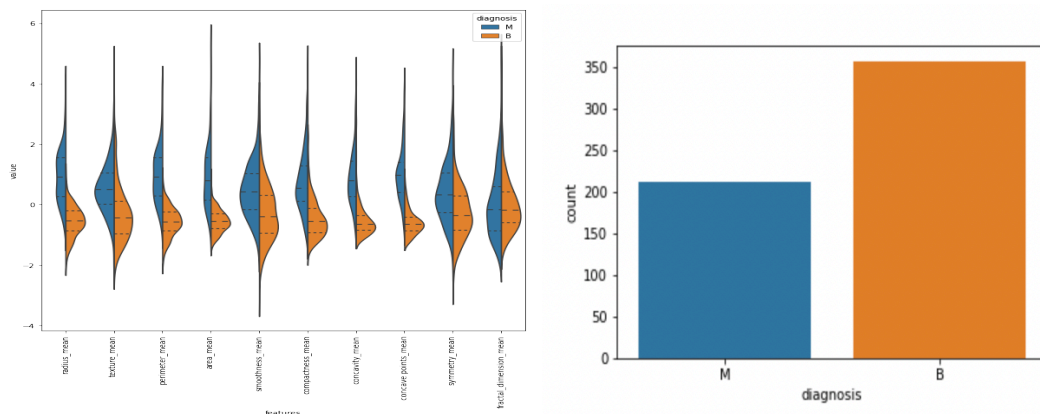 diagnosis
M
B
6
4
2
0
−2
−4
value
radius_mean
texture_mean
perimeter_mean
area_mean
smoothness_mean
compactness_mean
concavity_mean
concave points_mean
symmetry_mean
fractal_dimension_mean
features
350
300
250
200
150
100
50
0
count
M
B
diagnosis